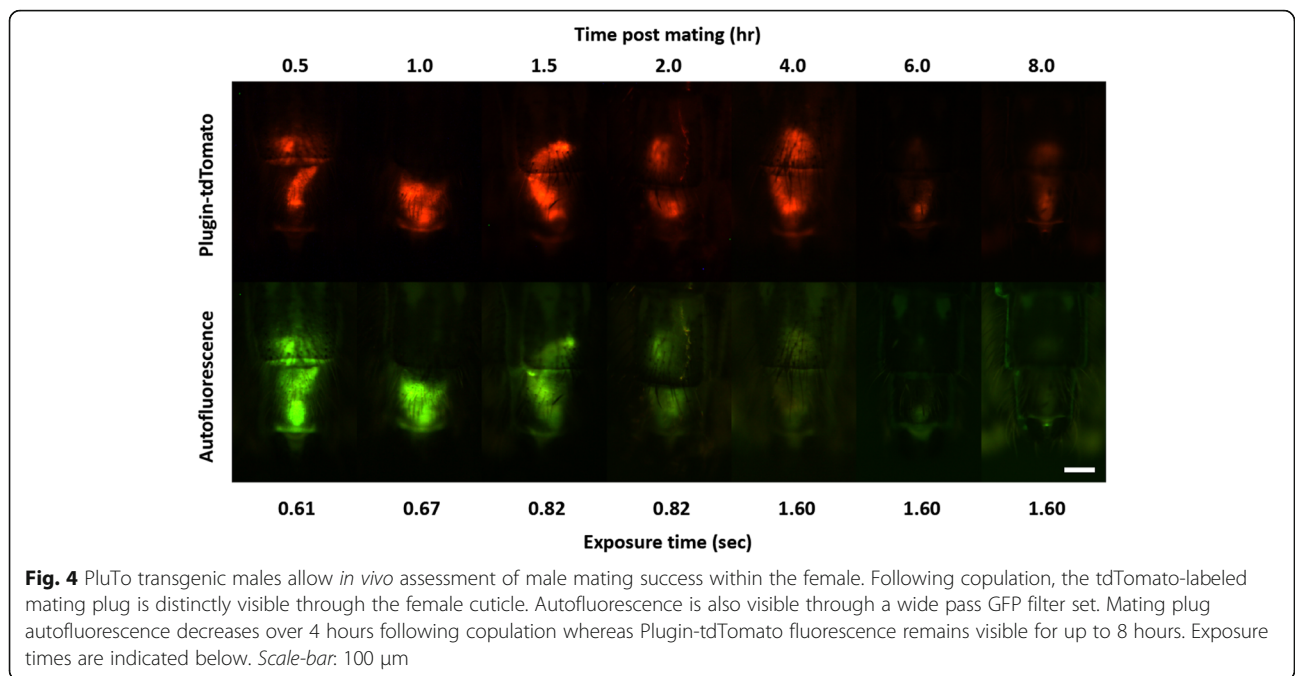 Time post mating (hr)
0.5 1.0 1.5 2.0 4.0 6.0 8.0
Plugin-tdTomato
Autofluorescence
0.61 0.67 0.82 0.82 1.60 1.60 1.60
Exposure time (sec)
Fig. 4 PluTo transgenic males allow in vivo assessment of male mating success within the female. Following copulation, the tdTomato-labeled
mating plug is distinctly visible through the female cuticle. Autofluorescence is also visible through a wide pass GFP filter set. Mating plug
autofluorescence decreases over 4 hours following copulation whereas Plugin-tdTomato fluorescence remains visible for up to 8 hours. Exposure
times are indicated below. Scale-bar: 100 μm